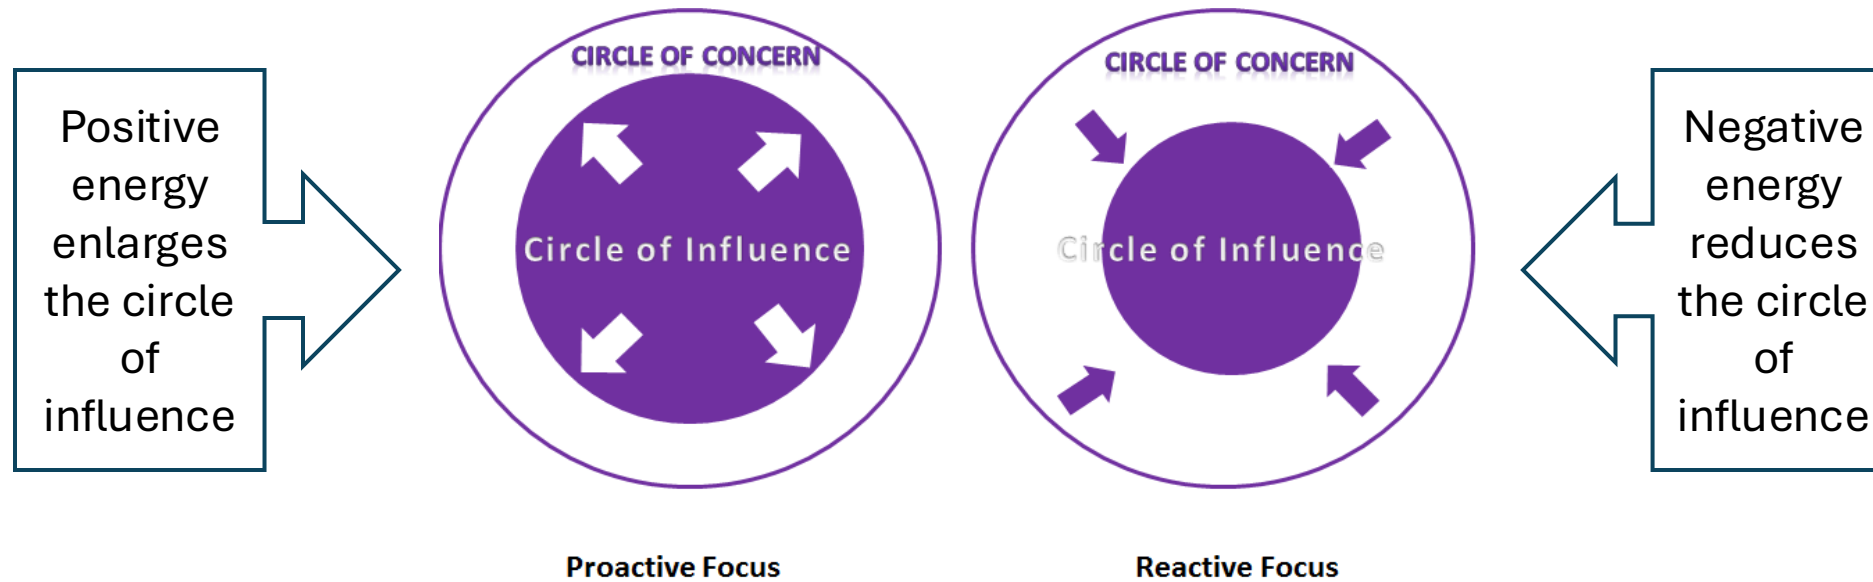 Positive
energy
enlarges
the circle
of
influence
CIRCLE OF CONCERN
Circle of Influence
Proactive Focus
CIRCLE OF CONCERN
Circle of Influence
Reactive Focus
Negative
energy
reduces
the circle
of
influence